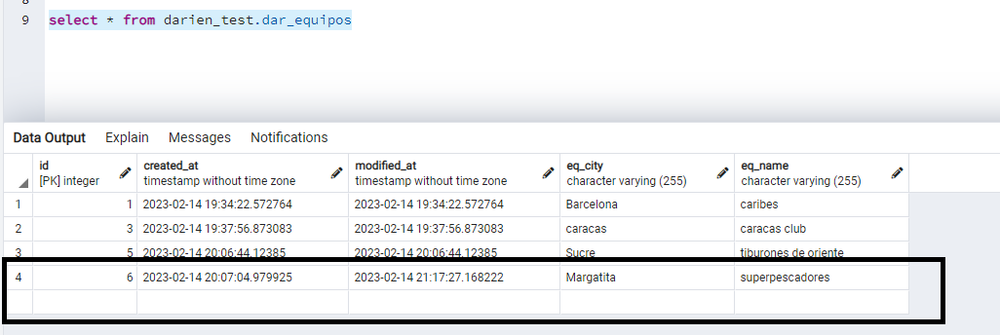 9 select * from darien_test.dar_equipos
Data Output Explain Messages Notifications
id created_at modified_at eq_city eq_name
[PK] integer timestamp without time zone timestamp without time zone character varying (255) character varying (255)
1 1 2023-02-14 19:34:22.572764 2023-02-14 19:34:22.572764 Barcelona caribes
2 3 2023-02-14 19:37:56.873083 2023-02-14 19:37:56.873083 caracas caracas club
3 5 2023-02-14 20:06:44.12385 2023-02-14 20:06:44.12385 Sucre tiburones de oriente
4 6 2023-02-14 20:07:04.979925 2023-02-14 21:17:27.168222 Margatita superpescadores